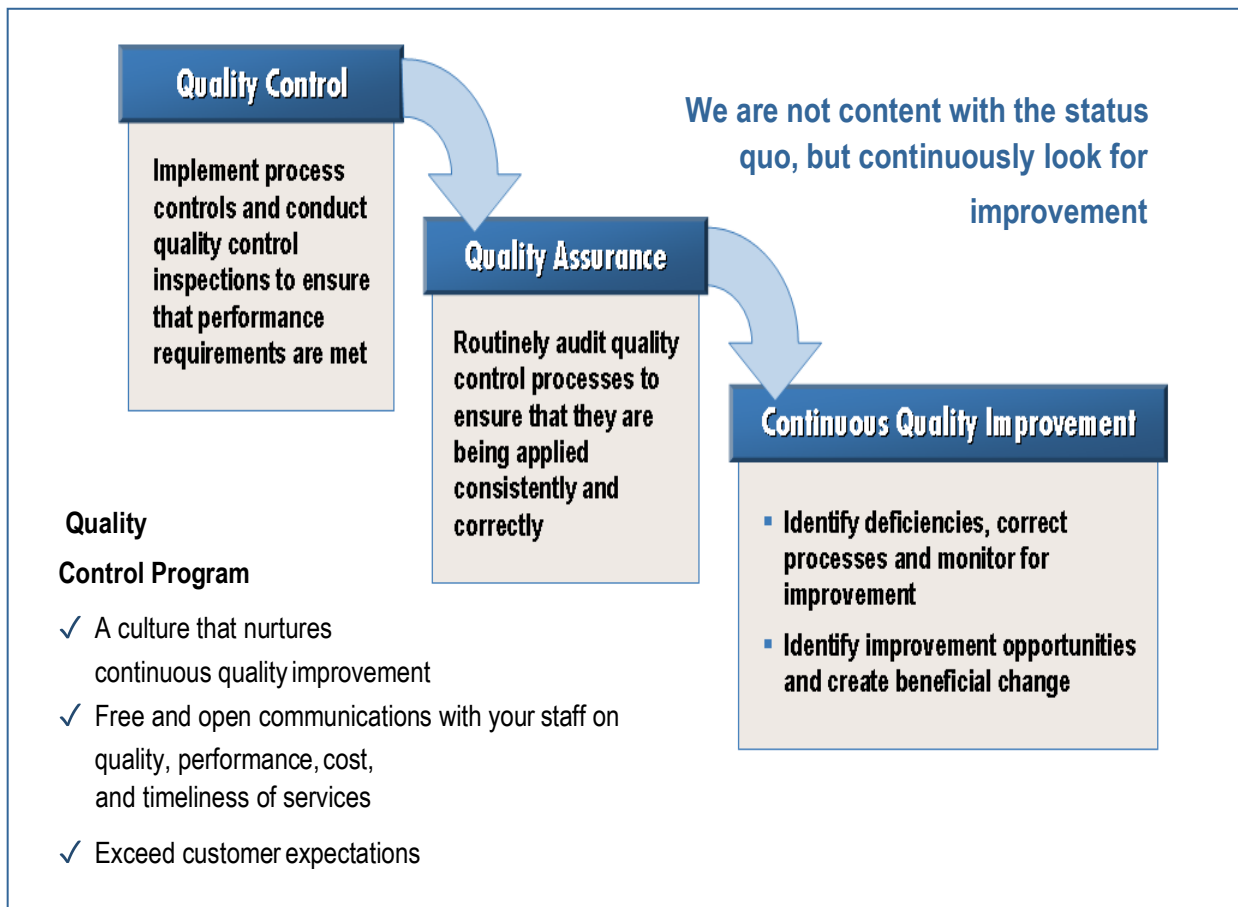 Quality Control
Implement process
controls and conduct
quality control
inspections to ensure
that performance
requirements are met
We are not content with the status
quo, but continuously look for
improvement
Quality Assurance
Routinely audit quality
control processes to
ensure that they are
being applied
consistently and
correctly
Continuous Quality Improvement
▪ Identify deficiencies, correct
processes and monitor for
improvement
▪ Identify improvement opportunities
and create beneficial change
Quality
Control Program
✓ A culture that nurtures
continuous quality improvement
✓ Free and open communications with your staff on
quality, performance, cost,
and timeliness of services
✓ Exceed customer expectations